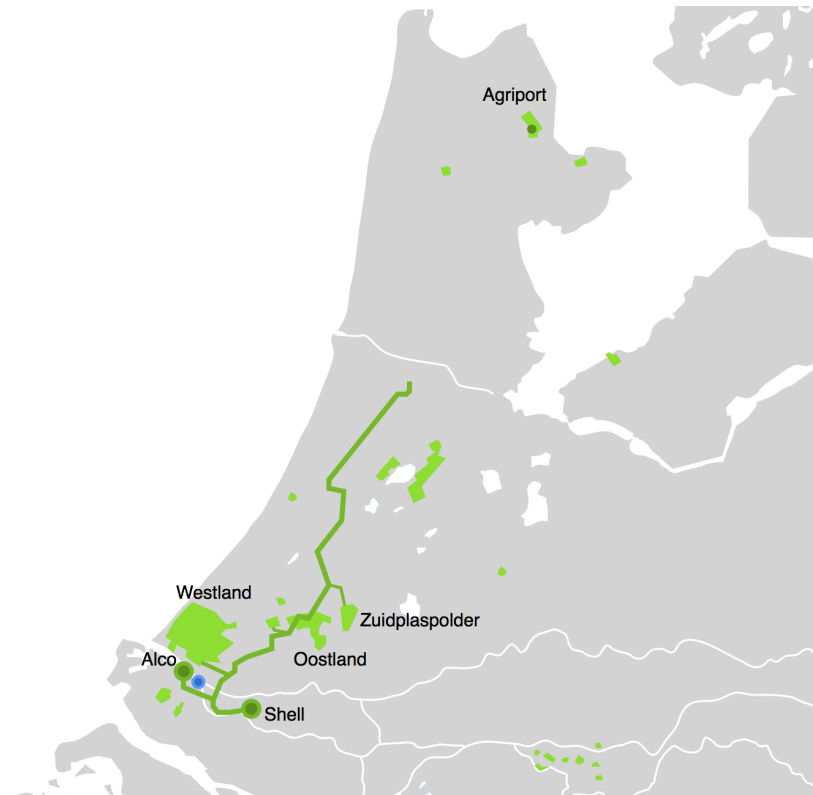 Agriport
Westland
Zuidplaspolder
Alco
Oostland
Shell